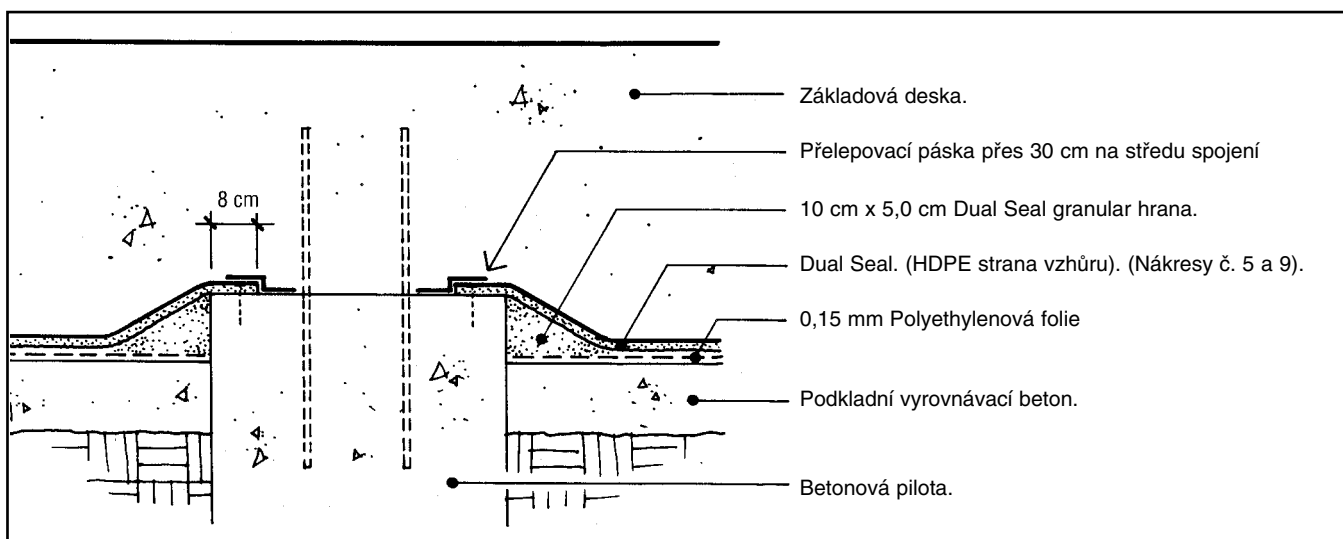 Základová deska.
Přelepovací páska přes 30 cm na středu spojení
8 cm
10 cm x 5,0 cm Dual Seal granular hrana.
Dual Seal. (HDPE strana vzhůru). (Nákresy č. 5 a 9).
0,15 mm Polyethylenová folie
Podkladní vyrovnávací beton.
Betonová pilota.